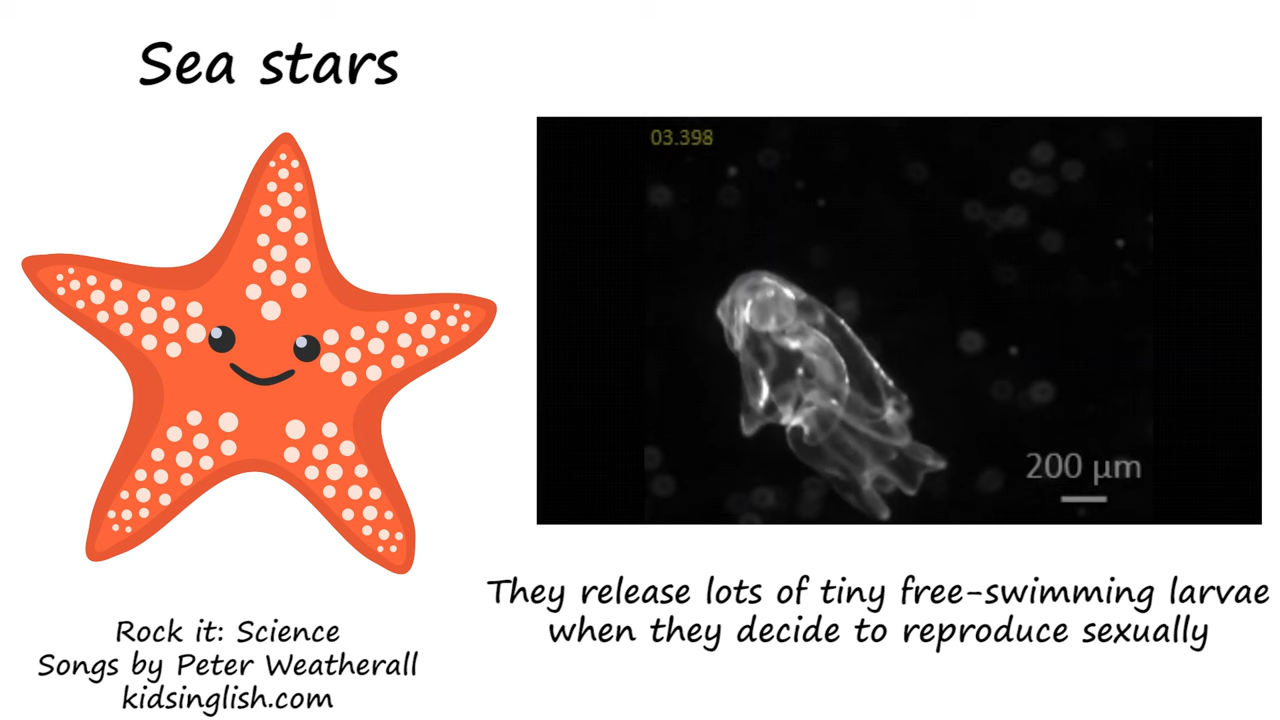 Sea stars
03.398
200 µm
They release lots of tiny free-swimming larvae
when they decide to reproduce sexually
Rock it: Science
Songs by Peter Weatherall
kidsinglish.com